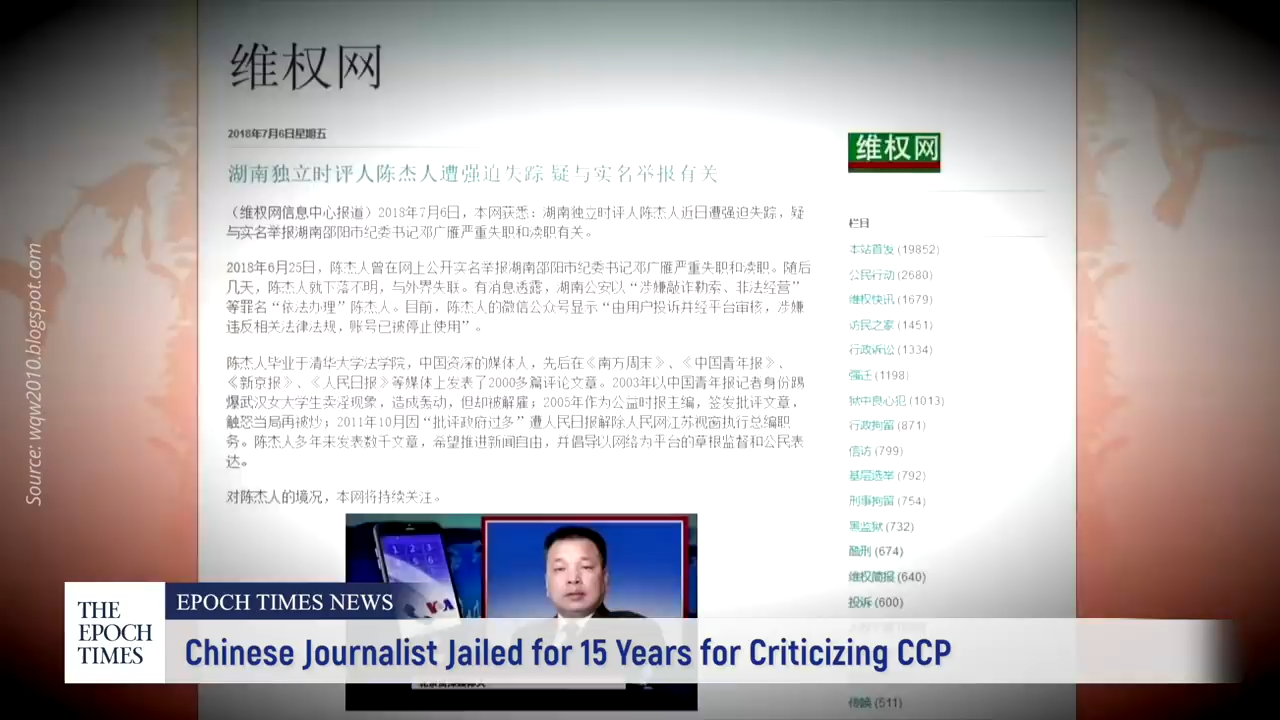 维权网
2018年7月6日星期五
湖南独立时评人陈杰人遭强迫失踪 疑与实名举报有关
（维权网信息中心报道）2018年7月6日，本网获悉：湖南独立时评人陈杰人近日遭强迫失踪，疑
与实名举报湖南邵阳市纪委书记邓广雁严重失职和渎职有关。
2018年6月25日，陈杰人曾在网上公开实名举报湖南邵阳市纪委书记邓广雁严重失职和渎职。随后
几天，陈杰人就下落不明，与外界失联。有消息透露，湖南公安以“涉嫌敲诈勒索、非法经营”
等罪名“依法办理”陈杰人。目前，陈杰人的微信公众号显示“由用户投诉并经平台审核，涉嫌
违反相关法律法规，账号已被停止使用”。
陈杰人毕业于清华大学法学院，中国资深的媒体人，先后在《南方周末》、《中国青年报》、
《新京报》、《人民日报》等媒体上发表了2000多篇评论文章。2003年以中国青年报记者身份踢
爆武汉女大学生卖淫现象，造成轰动，但却被解雇；2005年作为公益时报主编，签发批评文章，
触怒当局再被炒；2011年10月因“批评政府过多”遭人民日报解除人民网江苏视窗执行总编职
务。陈杰人多年来发表数千文章，希望推进新闻自由，并倡导以网络为平台的草根监督和公民表
达。
对陈杰人的境况，本网将持续关注。
维权网
栏目
本站首发 (19852)
公民行动 (2680)
维权快讯 (1679)
访民之家 (1451)
行政诉讼 (1334)
强迁 (1198)
狱中良心犯 (1013)
行政拘留 (871)
信访 (799)
基层选举 (792)
刑事拘留 (754)
黑监狱 (732)
酷刑 (674)
维权简报 (640)
投诉 (600)
传唤 (511)
1 2 3
5 6
VOA
Source: wqw2010.blogspot.com
THE
EPOCH
TIMES
EPOCH TIMES NEWS
Chinese Journalist Jailed for 15 Years for Criticizing CCP